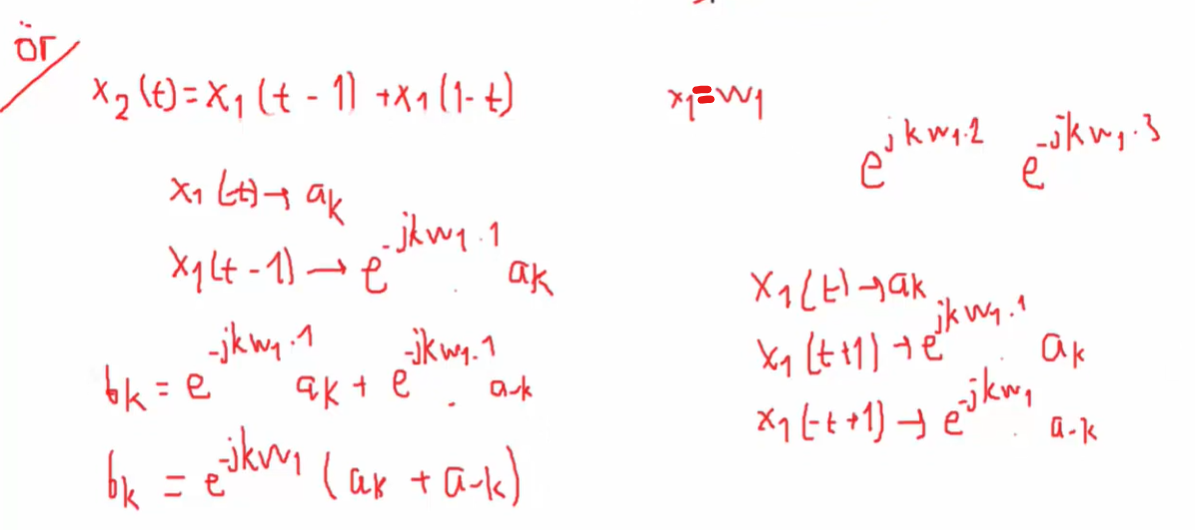 ör
x₂(t) = x₁(t - 1) + x₁(1 - t)
x₁(t) → aₖ
x₁(t - 1) → e^{-jkw₁·1} aₖ
bₖ = e^{-jkw₁·1} aₖ + e^{-jkw₁·1} a₋ₖ
bₖ = e^{-jkw₁} (aₖ + a₋ₖ)
x₁ = w₁
e^{jkw₁·2} e^{-jkw₁·3}
x₁(t) → aₖ
x₁(t+1) → e^{jkw₁·1} aₖ
x₁(-t+1) → e^{-jkw₁} a₋ₖ